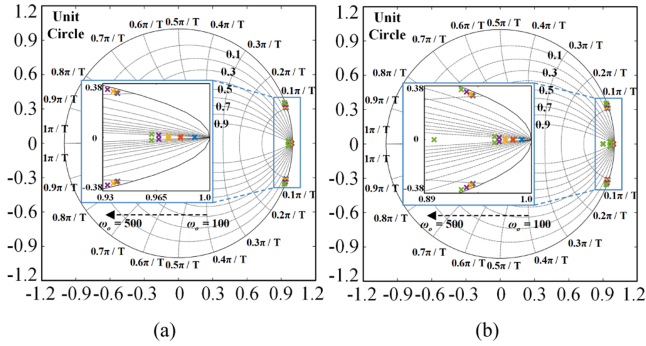 1.2
0.9
0.6
0.3
0
-0.3
-0.6
-0.9
-1.2
-1.2 -0.9 -0.6 -0.3 0 0.3 0.6 0.9 1.2
Unit
Circle
0.5π / T
0.6π / T
0.4π / T
0.7π / T
0.3π / T
0.8π / T
0.2π / T
0.9π / T
0.1π / T
1π / T
1π / T
0.9π / T
0.1π / T
0.8π / T
0.2π / T
0.7π / T
0.3π / T
0.6π / T
0.5π / T
0.4π / T
0.1
0.3
0.5
0.7
0.9
0.38
0
-0.38
0.93 0.965 1.0
ωo = 500 ωo = 100
(a)
1.2
0.9
0.6
0.3
0
-0.3
-0.6
-0.9
-1.2
-1.2 -0.9 -0.6 -0.3 0 0.3 0.6 0.9 1.2
Unit
Circle
0.5π / T
0.6π / T
0.4π / T
0.7π / T
0.3π / T
0.8π / T
0.2π / T
0.9π / T
0.1π / T
1π / T
1π / T
0.9π / T
0.1π / T
0.8π / T
0.2π / T
0.7π / T
0.3π / T
0.6π / T
0.5π / T
0.4π / T
0.1
0.3
0.5
0.7
0.9
0.38
0
-0.38
0.89 1.0
ωo = 500 ωo = 100
(b)